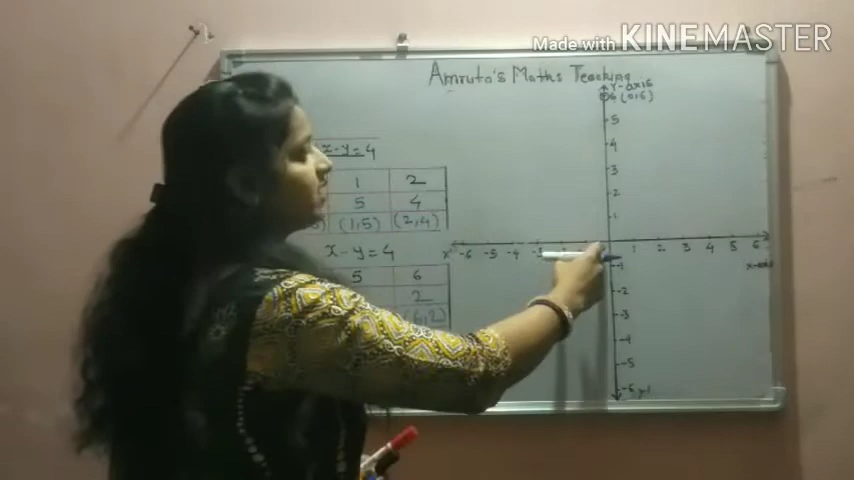 Made with KINEMASTER
Amruta's Maths Teaching
Y-axis
6 (0,6)
5
4
3
2
1
x-y=4
1 2
5 4
(1,5) (2,4)
x-y=4
5 6
2
(6,2)
x' -6 -5 -4 -3 1 2 3 4 5 6
x-axis
-1
-2
-3
-4
-5
-6 y'